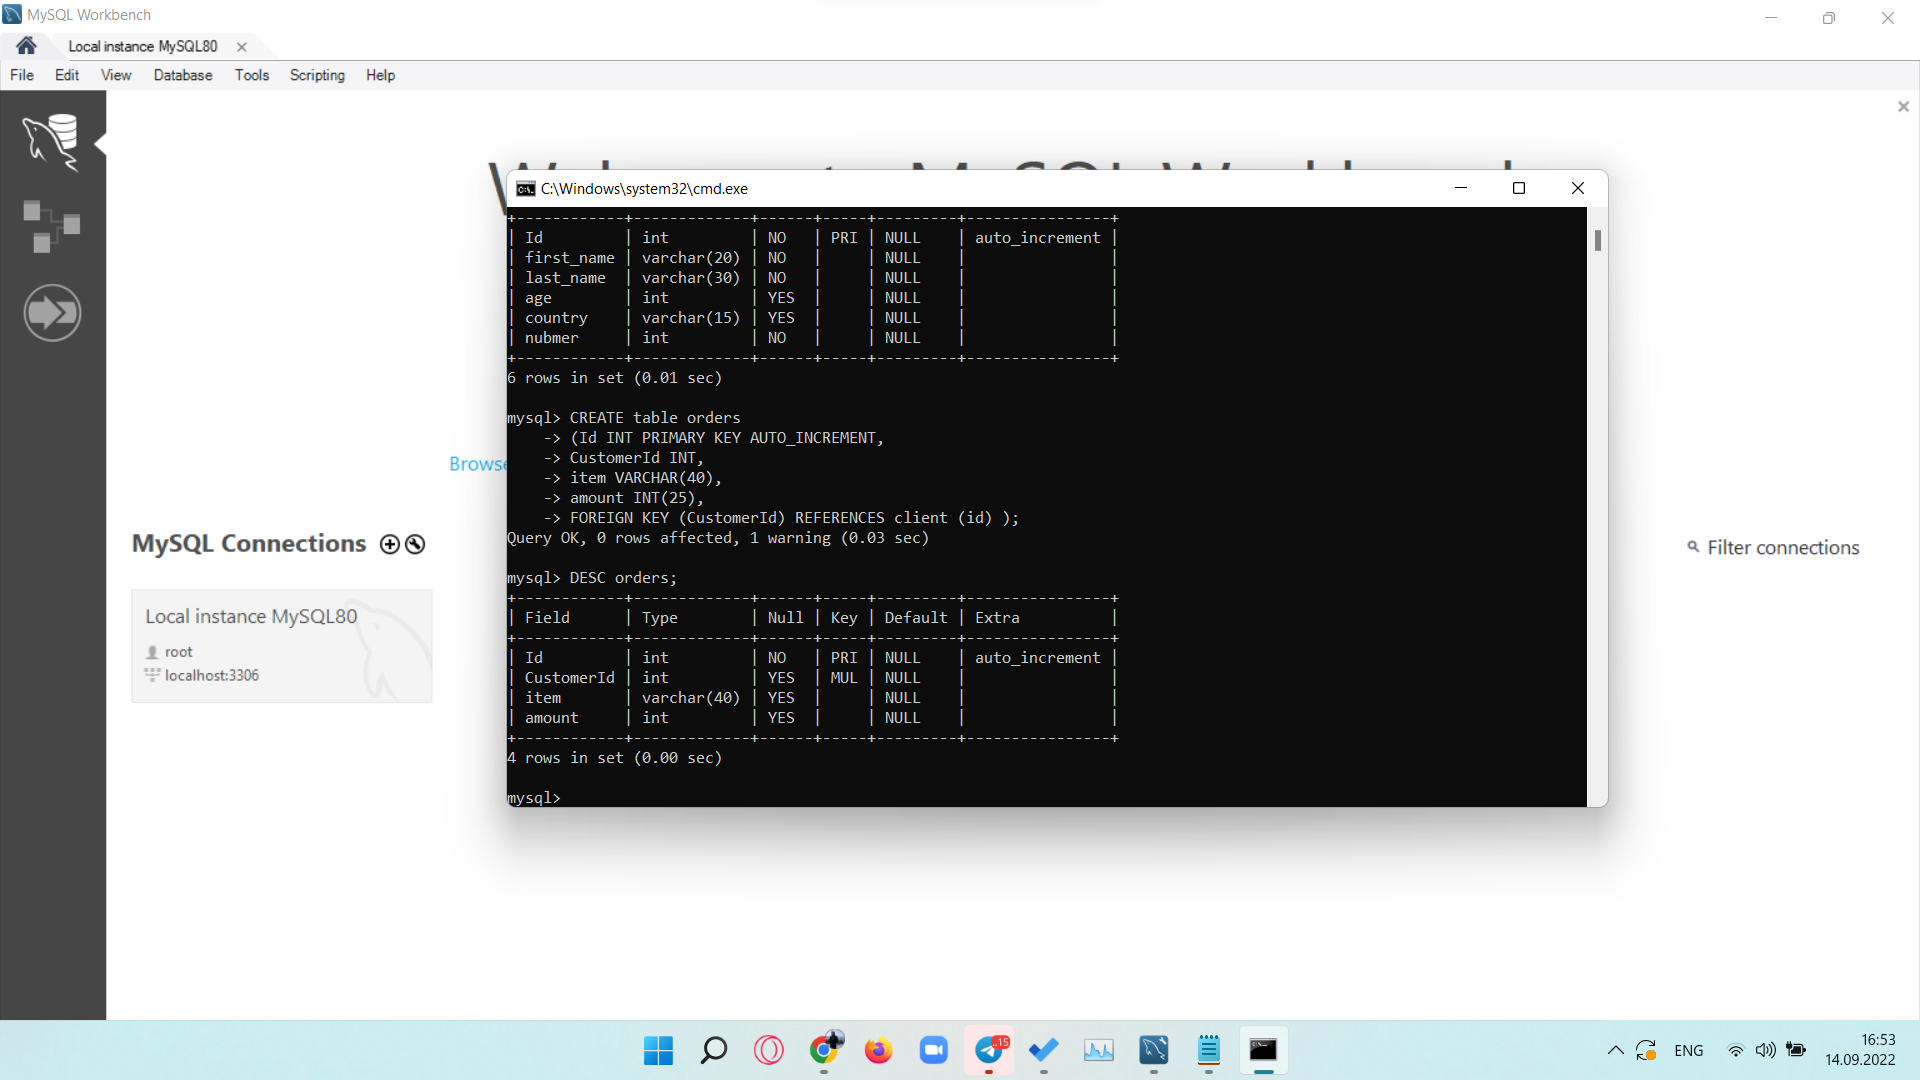 MySQL Workbench
Local instance MySQL80
File Edit View Database Tools Scripting Help
C:\Windows\system32\cmd.exe
+------------+-------------+------+-----+---------+----------------+
| Id         | int         | NO   | PRI | NULL    | auto_increment |
| first_name | varchar(20) | NO   |     | NULL    |                |
| last_name  | varchar(30) | NO   |     | NULL    |                |
| age        | int         | YES  |     | NULL    |                |
| country    | varchar(15) | YES  |     | NULL    |                |
| nubmer     | int         | NO   |     | NULL    |                |
+------------+-------------+------+-----+---------+----------------+
6 rows in set (0.01 sec)
mysql> CREATE table orders
    -> (Id INT PRIMARY KEY AUTO_INCREMENT,
    -> CustomerId INT,
    -> item VARCHAR(40),
    -> amount INT(25),
    -> FOREIGN KEY (CustomerId) REFERENCES client (id) );
Query OK, 0 rows affected, 1 warning (0.03 sec)
mysql> DESC orders;
+------------+-------------+------+-----+---------+----------------+
| Field      | Type        | Null | Key | Default | Extra          |
+------------+-------------+------+-----+---------+----------------+
| Id         | int         | NO   | PRI | NULL    | auto_increment |
| CustomerId | int         | YES  | MUL | NULL    |                |
| item       | varchar(40) | YES  |     | NULL    |                |
| amount     | int         | YES  |     | NULL    |                |
+------------+-------------+------+-----+---------+----------------+
4 rows in set (0.00 sec)
mysql>
Browse
MySQL Connections
Filter connections
Local instance MySQL80
root
localhost:3306
15
ENG
16:53
14.09.2022